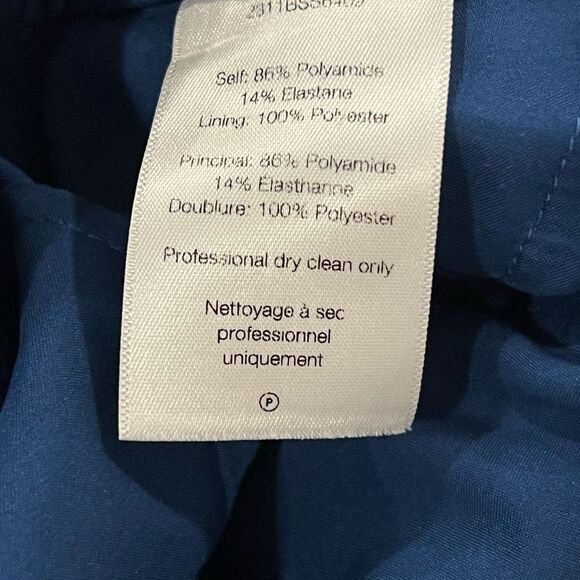 Self: 86% Polyamide
14% Elastane
Lining: 100% Polyester
Principal: 86% Polyamide
14% Élasthanne
Doublure: 100% Polyester
Professional dry clean only
Nettoyage à sec
professionnel
uniquement
P